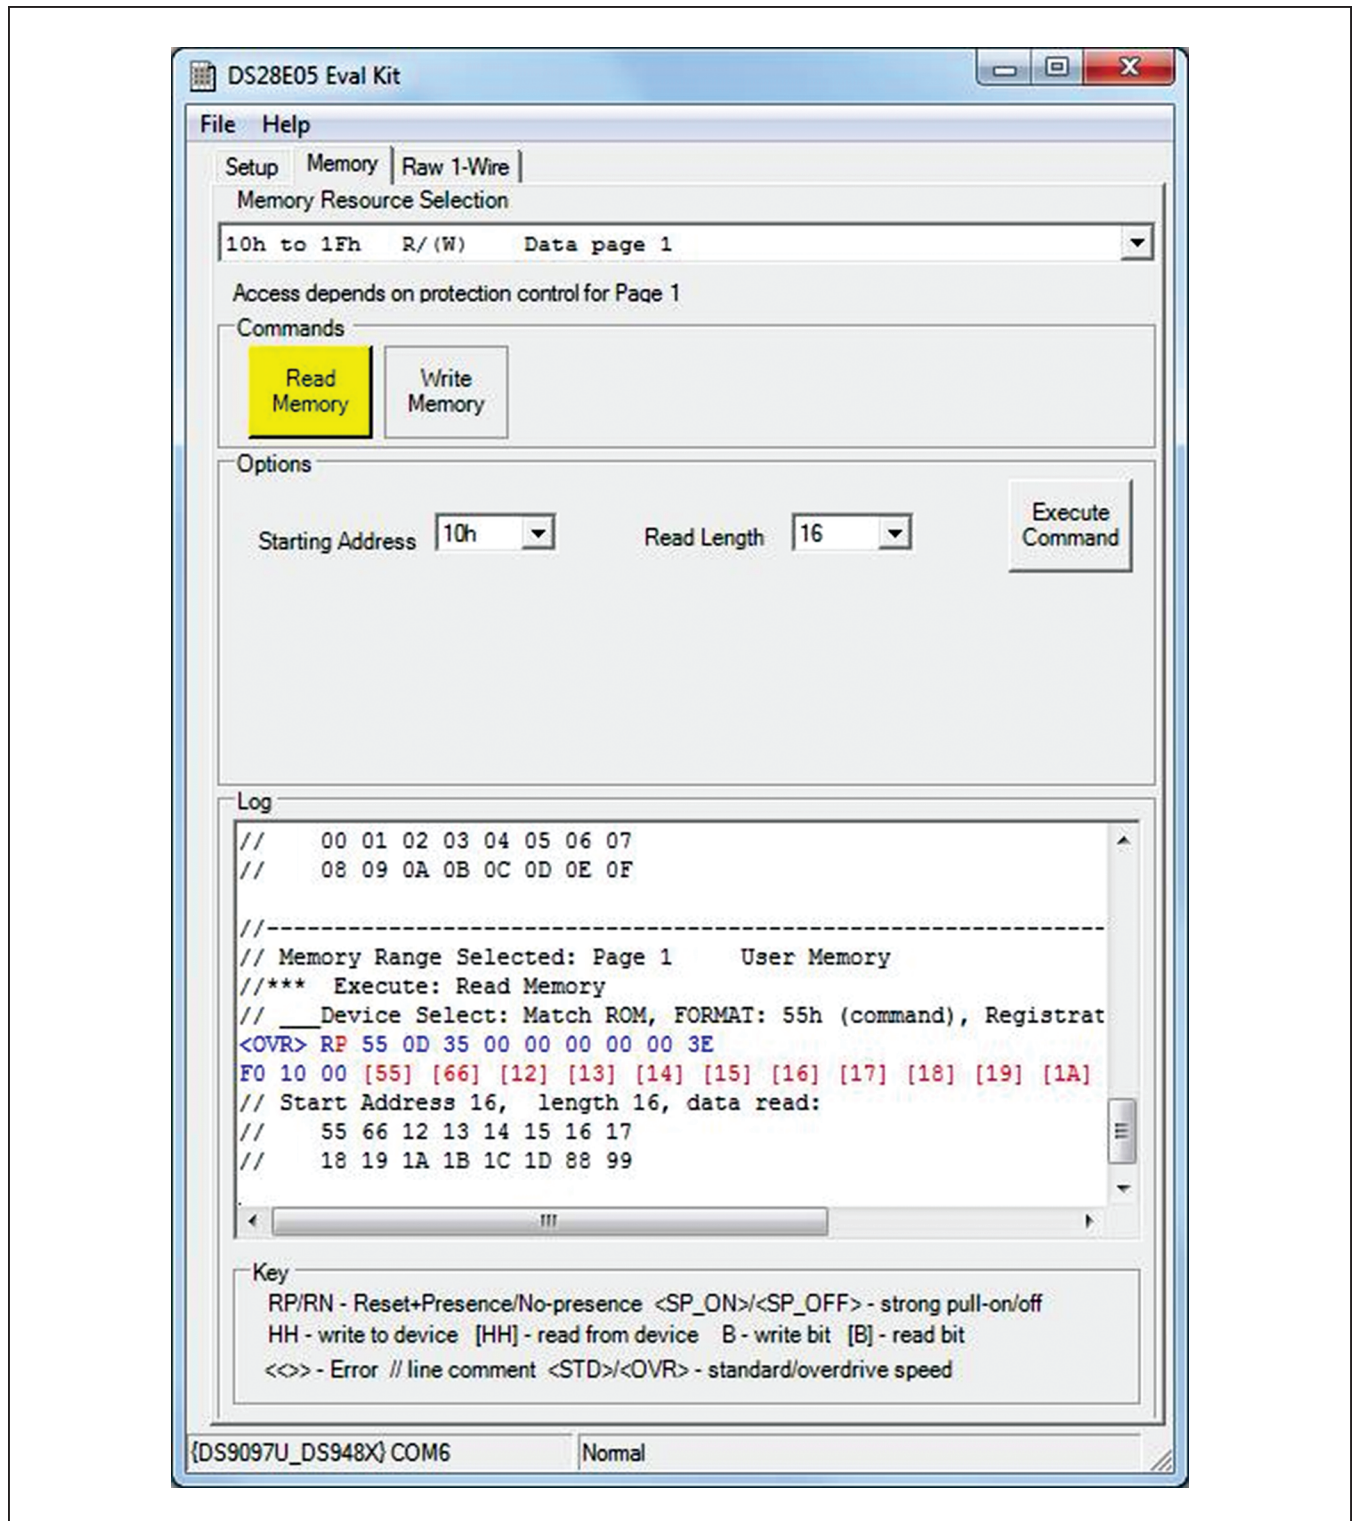 DS28E05 Eval Kit
File Help
Setup Memory Raw 1-Wire
Memory Resource Selection
10h to 1Fh R/(W) Data page 1
Access depends on protection control for Page 1
Commands
Read Memory
Write Memory
Options
Starting Address 10h Read Length 16
Execute Command
Log
// 00 01 02 03 04 05 06 07
// 08 09 0A 0B 0C 0D 0E 0F
//--------------------------------------------------------------
// Memory Range Selected: Page 1 User Memory
//*** Execute: Read Memory
// ___Device Select: Match ROM, FORMAT: 55h (command), Registrat
<OVR> RP 55 0D 35 00 00 00 00 00 3E
F0 10 00 [55] [66] [12] [13] [14] [15] [16] [17] [18] [19] [1A]
// Start Address 16, length 16, data read:
// 55 66 12 13 14 15 16 17
// 18 19 1A 1B 1C 1D 88 99
Key
RP/RN - Reset+Presence/No-presence <SP_ON>/<SP_OFF> - strong pull-on/off
HH - write to device [HH] - read from device B - write bit [B] - read bit
<<>> - Error // line comment <STD>/<OVR> - standard/overdrive speed
{DS9097U_DS948X} COM6 Normal